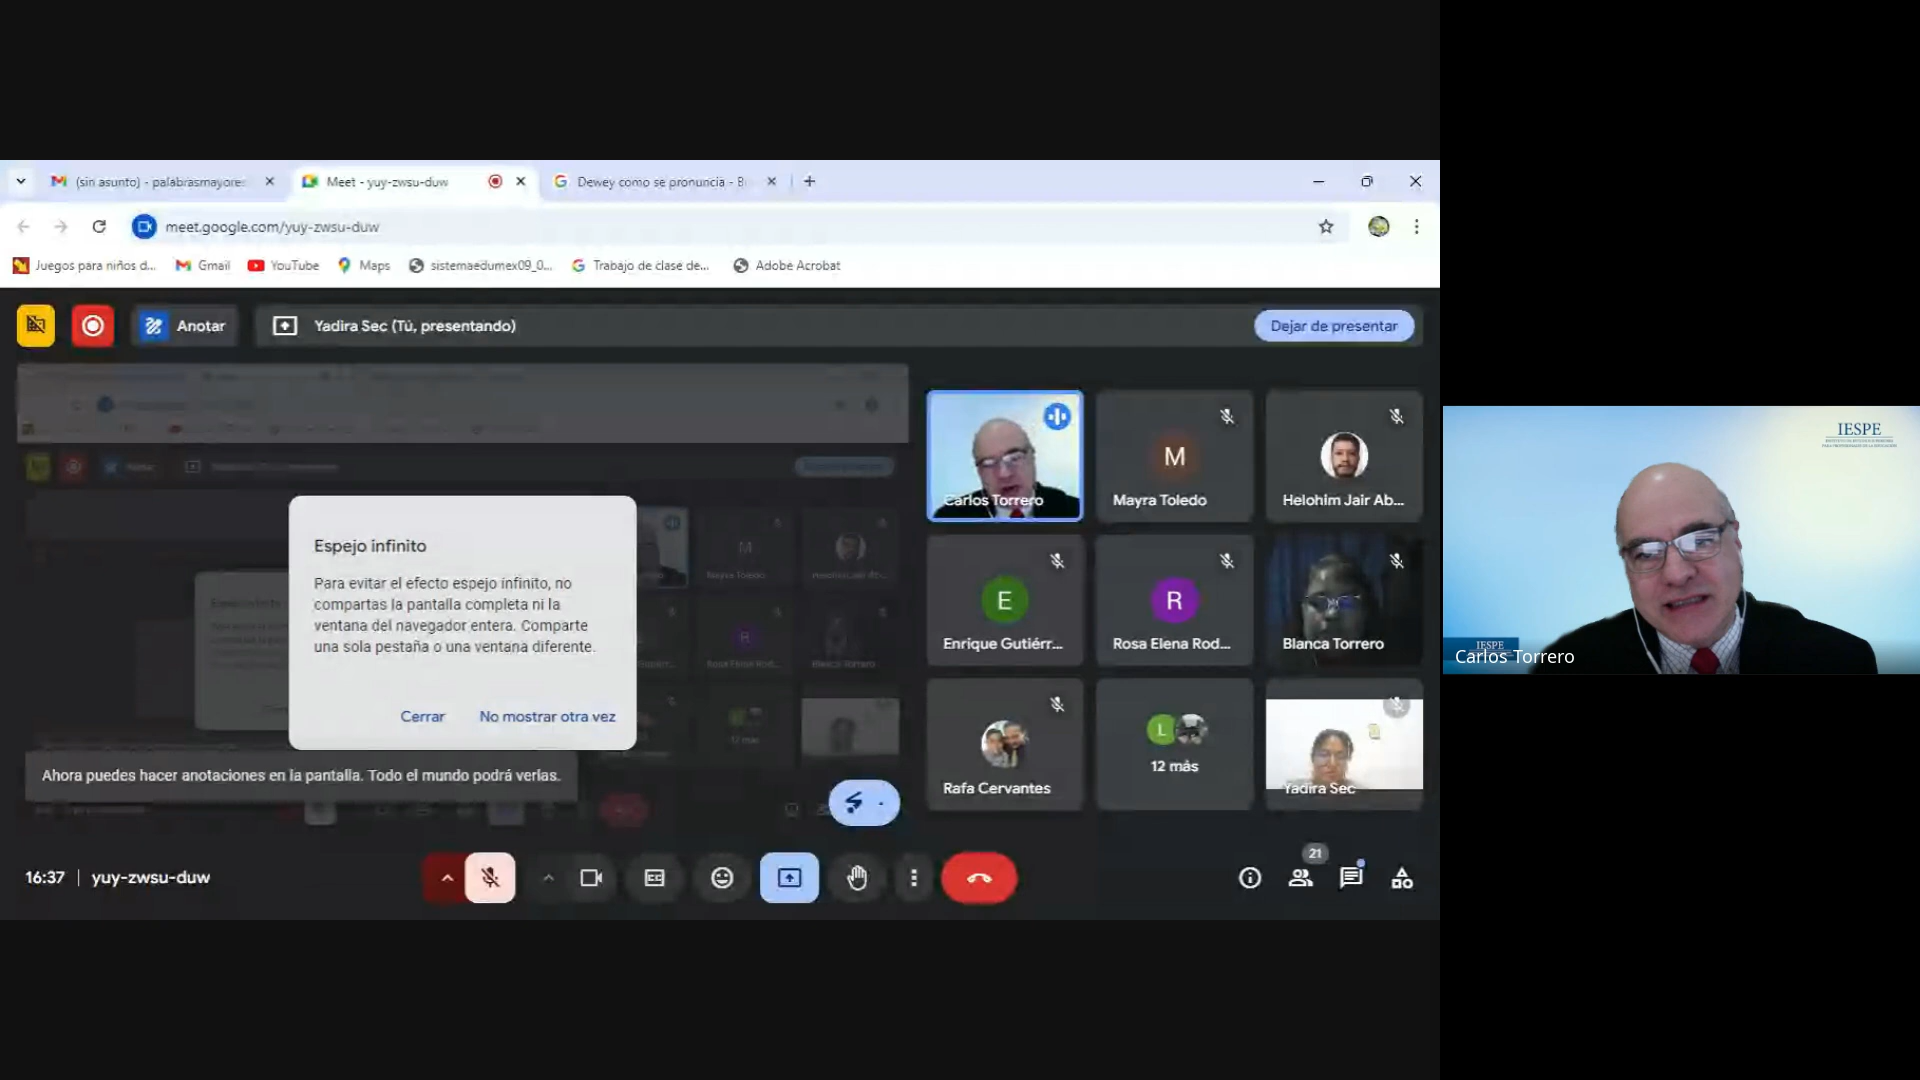 (sin asunto) - palabrasmayores
Meet - yuy-zwsu-duw
Dewey como se pronuncia - B
meet.google.com/yuy-zwsu-duw
Juegos para niños d...
Gmail
YouTube
Maps
sistemaedumex09_0...
Trabajo de clase de...
Adobe Acrobat
Anotar
Yadira Sec (Tú, presentando)
Dejar de presentar
Espejo infinito
Para evitar el efecto espejo infinito, no
compartas la pantalla completa ni la
ventana del navegador entera. Comparte
una sola pestaña o una ventana diferente.
Cerrar
No mostrar otra vez
Ahora puedes hacer anotaciones en la pantalla. Todo el mundo podrá verlas.
Carlos Torrero
M
Mayra Toledo
Helohim Jair Ab...
E
Enrique Gutiérr...
R
Rosa Elena Rod...
Blanca Torrero
Rafa Cervantes
L
12 más
Yadira Sec
16:37
yuy-zwsu-duw
21
IESPE
IESPE
Carlos Torrero